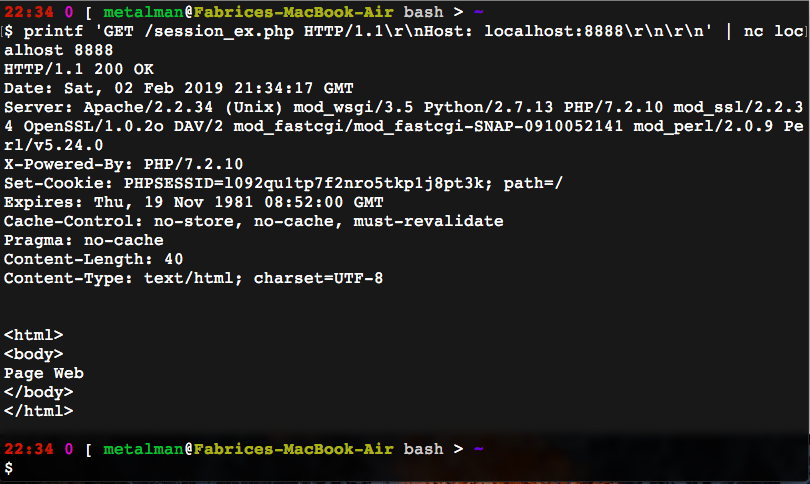 22:34 0 [ metalman@Fabrices-MacBook-Air bash > ~
$ printf 'GET /session_ex.php HTTP/1.1\r\nHost: localhost:8888\r\n\r\n' | nc loc
alhost 8888
HTTP/1.1 200 OK
Date: Sat, 02 Feb 2019 21:34:17 GMT
Server: Apache/2.2.34 (Unix) mod_wsgi/3.5 Python/2.7.13 PHP/7.2.10 mod_ssl/2.2.3
4 OpenSSL/1.0.2o DAV/2 mod_fastcgi/mod_fastcgi-SNAP-0910052141 mod_perl/2.0.9 Pe
rl/v5.24.0
X-Powered-By: PHP/7.2.10
Set-Cookie: PHPSESSID=l092qu1tp7f2nro5tkp1j8pt3k; path=/
Expires: Thu, 19 Nov 1981 08:52:00 GMT
Cache-Control: no-store, no-cache, must-revalidate
Pragma: no-cache
Content-Length: 40
Content-Type: text/html; charset=UTF-8
<html>
<body>
Page Web
</body>
</html>
22:34 0 [ metalman@Fabrices-MacBook-Air bash > ~
$